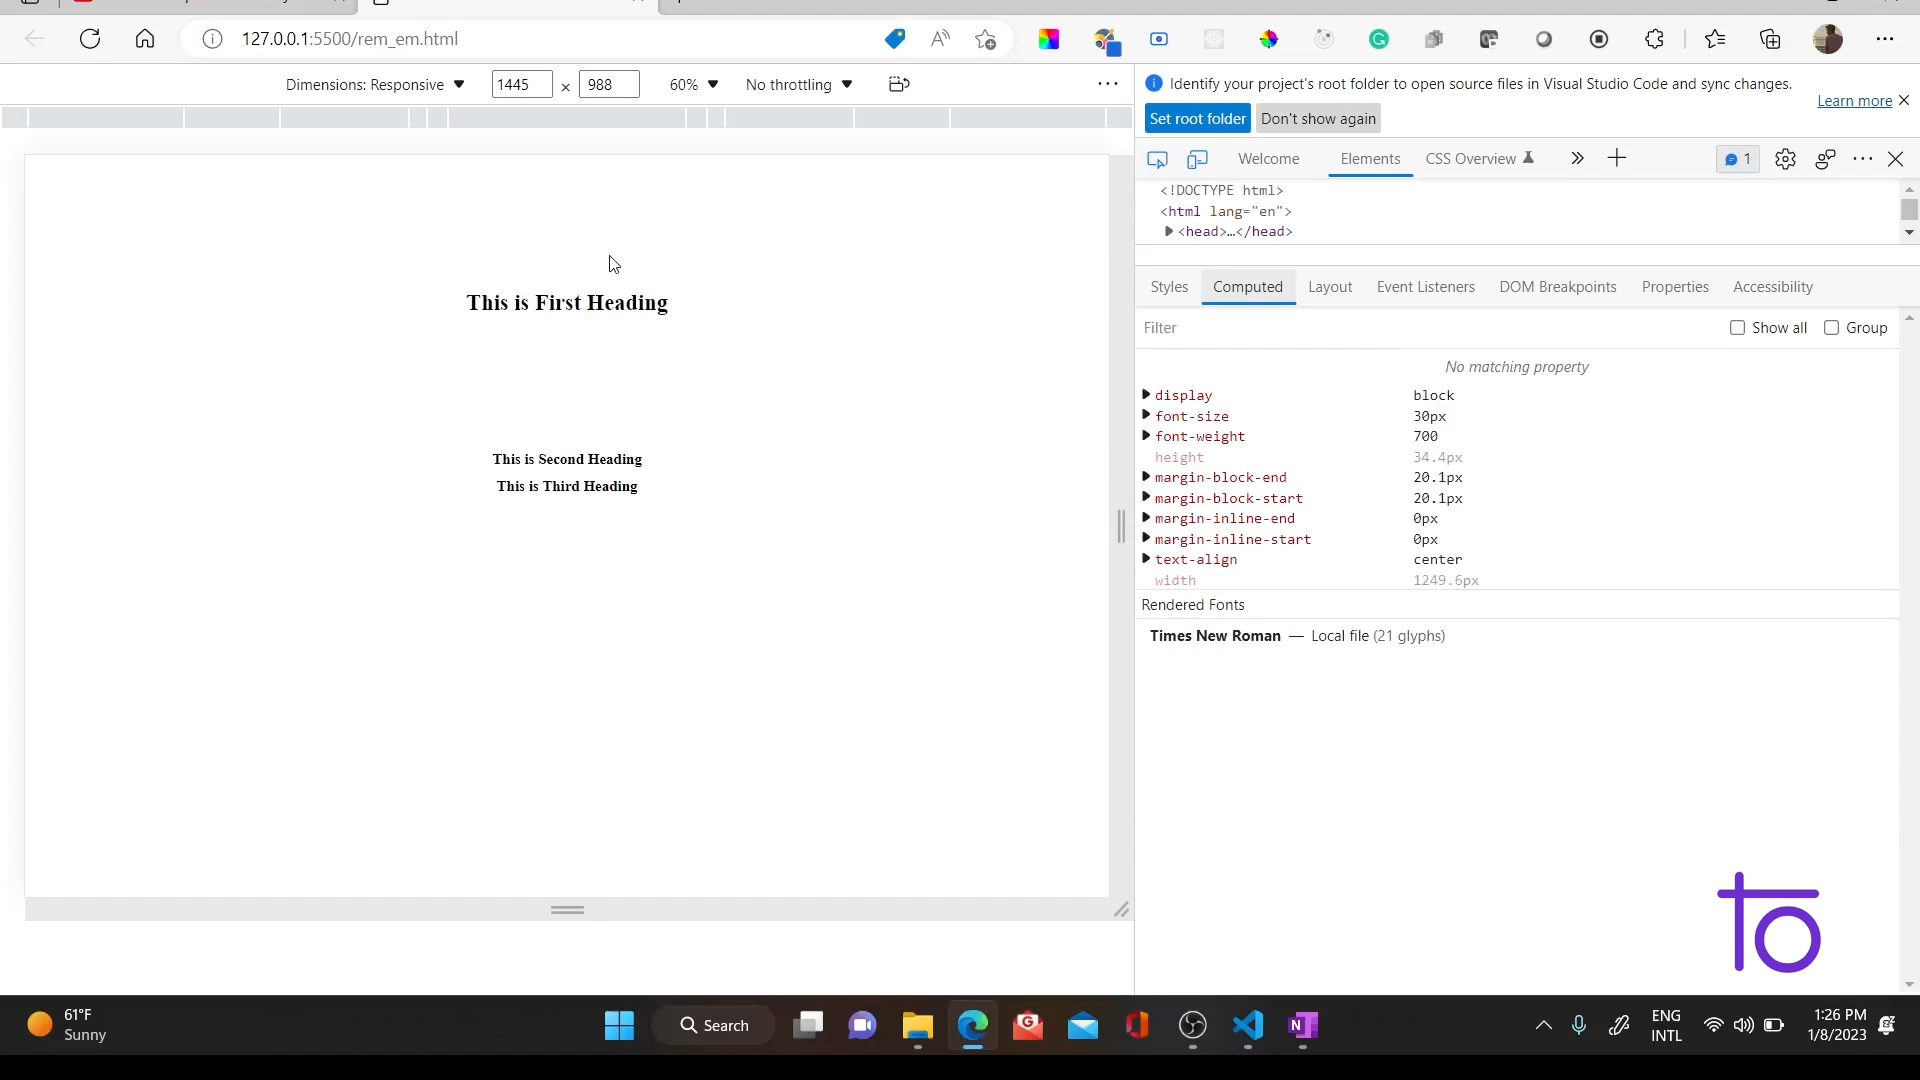 127.0.0.1:5500/rem_em.html
Dimensions: Responsive 1445 × 988 60% No throttling
Identify your project's root folder to open source files in Visual Studio Code and sync changes.
Learn more
Set root folder Don't show again
Welcome Elements CSS Overview 1
<!DOCTYPE html>
<html lang="en">
<head>…</head>
Styles Computed Layout Event Listeners DOM Breakpoints Properties Accessibility
Filter Show all Group
No matching property
display block
font-size 30px
font-weight 700
height 34.4px
margin-block-end 20.1px
margin-block-start 20.1px
margin-inline-end 0px
margin-inline-start 0px
text-align center
width 1249.6px
Rendered Fonts
Times New Roman — Local file (21 glyphs)
This is First Heading
This is Second Heading
This is Third Heading
to
61°F
Sunny
Search
ENG
INTL
1:26 PM
1/8/2023